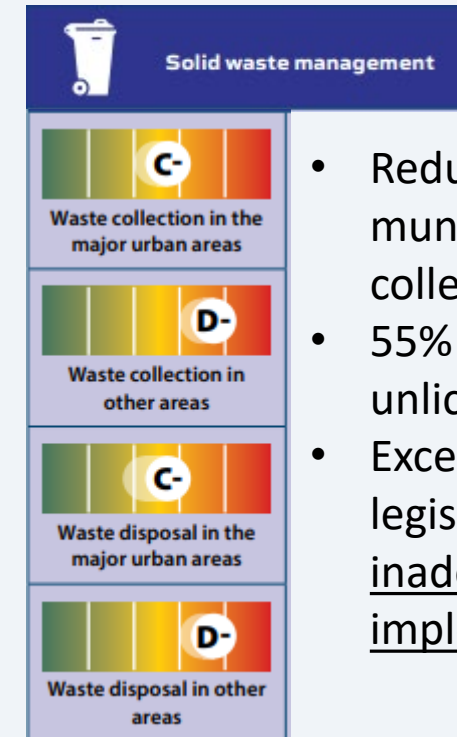 Solid waste management
C-
Waste collection in the
major urban areas
D-
Waste collection in
other areas
C-
Waste disposal in the
major urban areas
D-
Waste disposal in other
areas
• Redu
mun
colle
• 55%
unlic
• Exce
legis
inad
impl